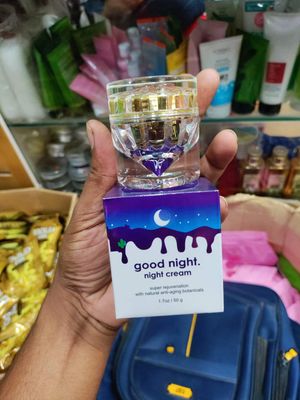 good night.
night cream
super rejuvenation
with natural anti-aging botanicals
1.7oz / 50 g